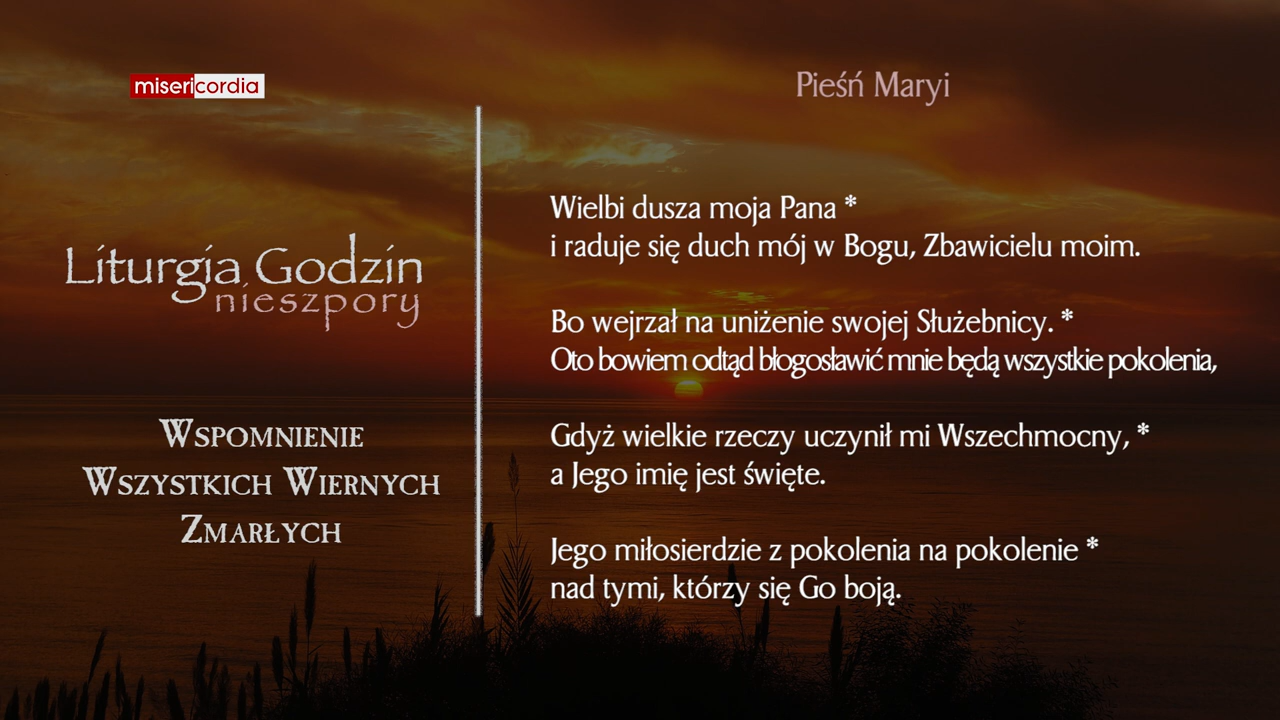 misericordia
Liturgia Godzin
nieszpory
Wspomnienie
Wszystkich Wiernych
Zmarłych
Pieśń Maryi
Wielbi dusza moja Pana *
i raduje się duch mój w Bogu, Zbawicielu moim.
Bo wejrzał na uniżenie swojej Służebnicy. *
Oto bowiem odtąd błogosławić mnie będą wszystkie pokolenia,
Gdyż wielkie rzeczy uczynił mi Wszechmocny, *
a Jego imię jest święte.
Jego miłosierdzie z pokolenia na pokolenie *
nad tymi, którzy się Go boją.